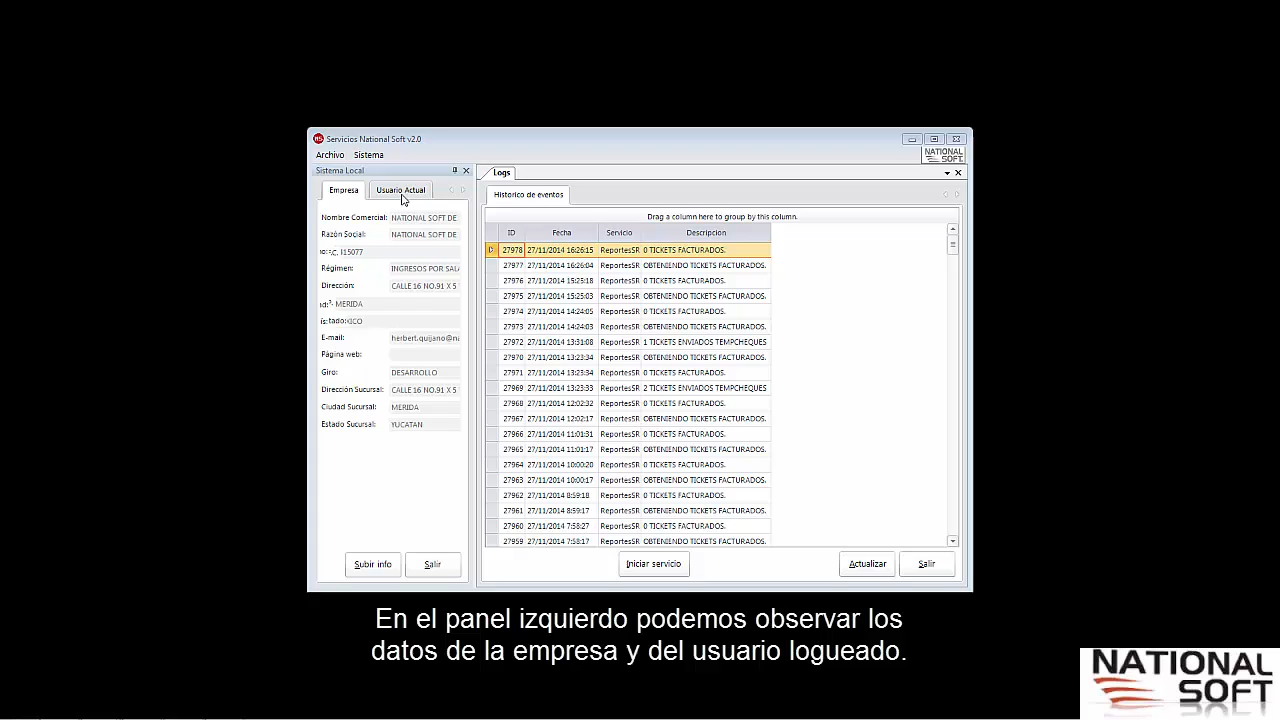 Servicios National Soft v2.0
Archivo Sistema
NATIONAL SOFT
Sistema Local
Empresa Usuario Actual
Nombre Comercial: NATIONAL SOFT DE
Razón Social: NATIONAL SOFT DE
Régimen: INGRESOS POR SAL
Dirección: CALLE 16 NO.91 X 5
MERIDA
E-mail: herbert.quijano@na
Página web:
Giro: DESARROLLO
Dirección Sucursal: CALLE 16 NO.91 X 5
Ciudad Sucursal: MERIDA
Estado Sucursal: YUCATAN
Subir info Salir
Logs
Historico de eventos
Drag a column here to group by this column.
ID Fecha Servicio Descripcion
27978 27/11/2014 16:26:15 ReportesSR 0 TICKETS FACTURADOS.
27977 27/11/2014 16:26:04 ReportesSR OBTENIENDO TICKETS FACTURADOS.
27976 27/11/2014 15:25:18 ReportesSR 0 TICKETS FACTURADOS.
27975 27/11/2014 15:25:03 ReportesSR OBTENIENDO TICKETS FACTURADOS.
27974 27/11/2014 14:24:05 ReportesSR 0 TICKETS FACTURADOS.
27973 27/11/2014 14:24:03 ReportesSR OBTENIENDO TICKETS FACTURADOS.
27972 27/11/2014 13:31:08 ReportesSR 1 TICKETS ENVIADOS TEMPCHEQUES
27970 27/11/2014 13:23:34 ReportesSR OBTENIENDO TICKETS FACTURADOS.
27971 27/11/2014 13:23:34 ReportesSR 0 TICKETS FACTURADOS.
27969 27/11/2014 13:23:33 ReportesSR 2 TICKETS ENVIADOS TEMPCHEQUES
27968 27/11/2014 12:02:32 ReportesSR 0 TICKETS FACTURADOS.
27967 27/11/2014 12:02:17 ReportesSR OBTENIENDO TICKETS FACTURADOS.
27966 27/11/2014 11:01:31 ReportesSR 0 TICKETS FACTURADOS.
27965 27/11/2014 11:01:17 ReportesSR OBTENIENDO TICKETS FACTURADOS.
27964 27/11/2014 10:00:20 ReportesSR 0 TICKETS FACTURADOS.
27963 27/11/2014 10:00:17 ReportesSR OBTENIENDO TICKETS FACTURADOS.
27962 27/11/2014 8:59:18 ReportesSR 0 TICKETS FACTURADOS.
27961 27/11/2014 8:59:17 ReportesSR OBTENIENDO TICKETS FACTURADOS.
27960 27/11/2014 7:58:27 ReportesSR 0 TICKETS FACTURADOS.
27959 27/11/2014 7:58:17 ReportesSR OBTENIENDO TICKETS FACTURADOS.
Iniciar servicio Actualizar Salir
En el panel izquierdo podemos observar los
datos de la empresa y del usuario logueado.
NATIONAL
SOFT